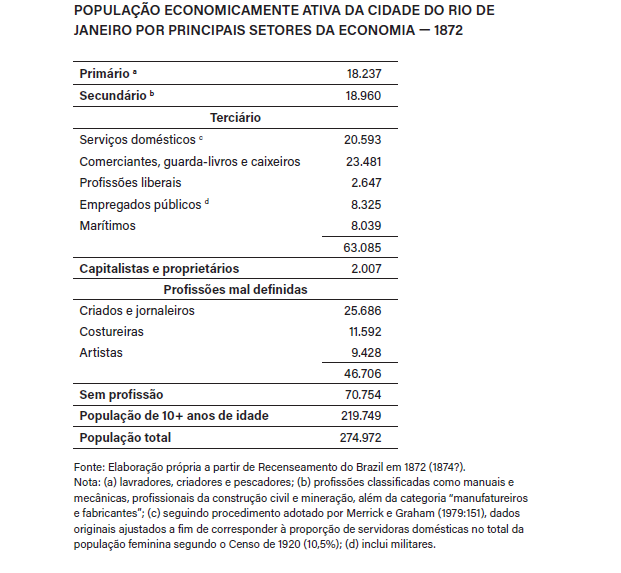 POPULAÇÃO ECONOMICAMENTE ATIVA DA CIDADE DO RIO DE
JANEIRO POR PRINCIPAIS SETORES DA ECONOMIA — 1872
Primário ª 18.237
Secundário ᵇ 18.960
Terciário
Serviços domésticos ᶜ 20.593
Comerciantes, guarda-livros e caixeiros 23.481
Profissões liberais 2.647
Empregados públicos ᵈ 8.325
Marítimos 8.039
63.085
Capitalistas e proprietários 2.007
Profissões mal definidas
Criados e jornaleiros 25.686
Costureiras 11.592
Artistas 9.428
46.706
Sem profissão 70.754
População de 10+ anos de idade 219.749
População total 274.972
Fonte: Elaboração própria a partir de Recenseamento do Brazil em 1872 (1874?).
Nota: (a) lavradores, criadores e pescadores; (b) profissões classificadas como manuais e
mecânicas, profissionais da construção civil e mineração, além da categoria “manufatureiros
e fabricantes”; (c) seguindo procedimento adotado por Merrick e Graham (1979:151), dados
originais ajustados a fim de corresponder à proporção de servidoras domésticas no total da
população feminina segundo o Censo de 1920 (10,5%); (d) inclui militares.